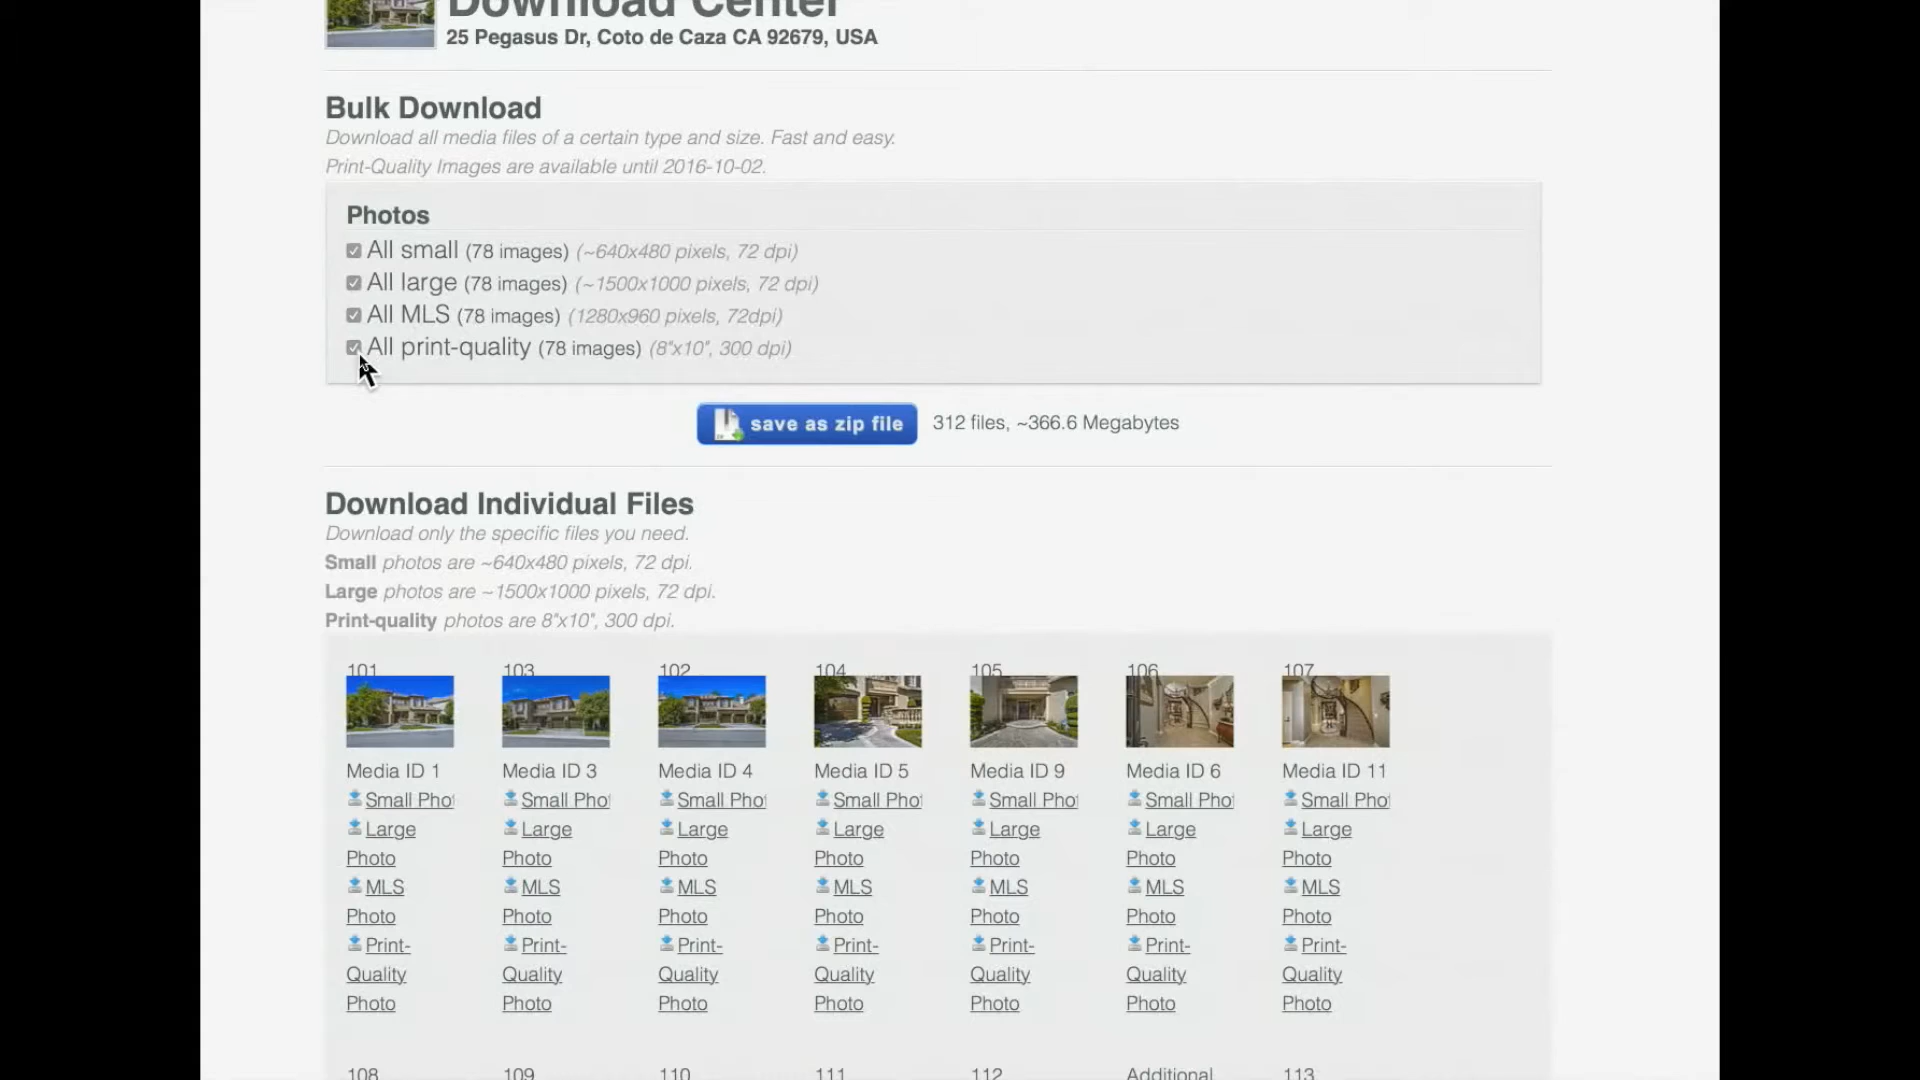 Download Center
25 Pegasus Dr, Coto de Caza CA 92679, USA
Bulk Download
Download all media files of a certain type and size. Fast and easy.
Print-Quality Images are available until 2016-10-02.
Photos
All small (78 images) (~640x480 pixels, 72 dpi)
All large (78 images) (~1500x1000 pixels, 72 dpi)
All MLS (78 images) (1280x960 pixels, 72dpi)
All print-quality (78 images) (8"x10", 300 dpi)
save as zip file 312 files, ~366.6 Megabytes
Download Individual Files
Download only the specific files you need.
Small photos are ~640x480 pixels, 72 dpi.
Large photos are ~1500x1000 pixels, 72 dpi.
Print-quality photos are 8"x10", 300 dpi.
101 103 102 104 105 106 107
Media ID 1 Media ID 3 Media ID 4 Media ID 5 Media ID 9 Media ID 6 Media ID 11
Small Phot Small Phot Small Phot Small Phot Small Phot Small Phot Small Phot
Large Large Large Large Large Large Large
Photo Photo Photo Photo Photo Photo Photo
MLS MLS MLS MLS MLS MLS MLS
Photo Photo Photo Photo Photo Photo Photo
Print- Print- Print- Print- Print- Print- Print-
Quality Quality Quality Quality Quality Quality Quality
Photo Photo Photo Photo Photo Photo Photo
108 109 110 111 112 Additional 113